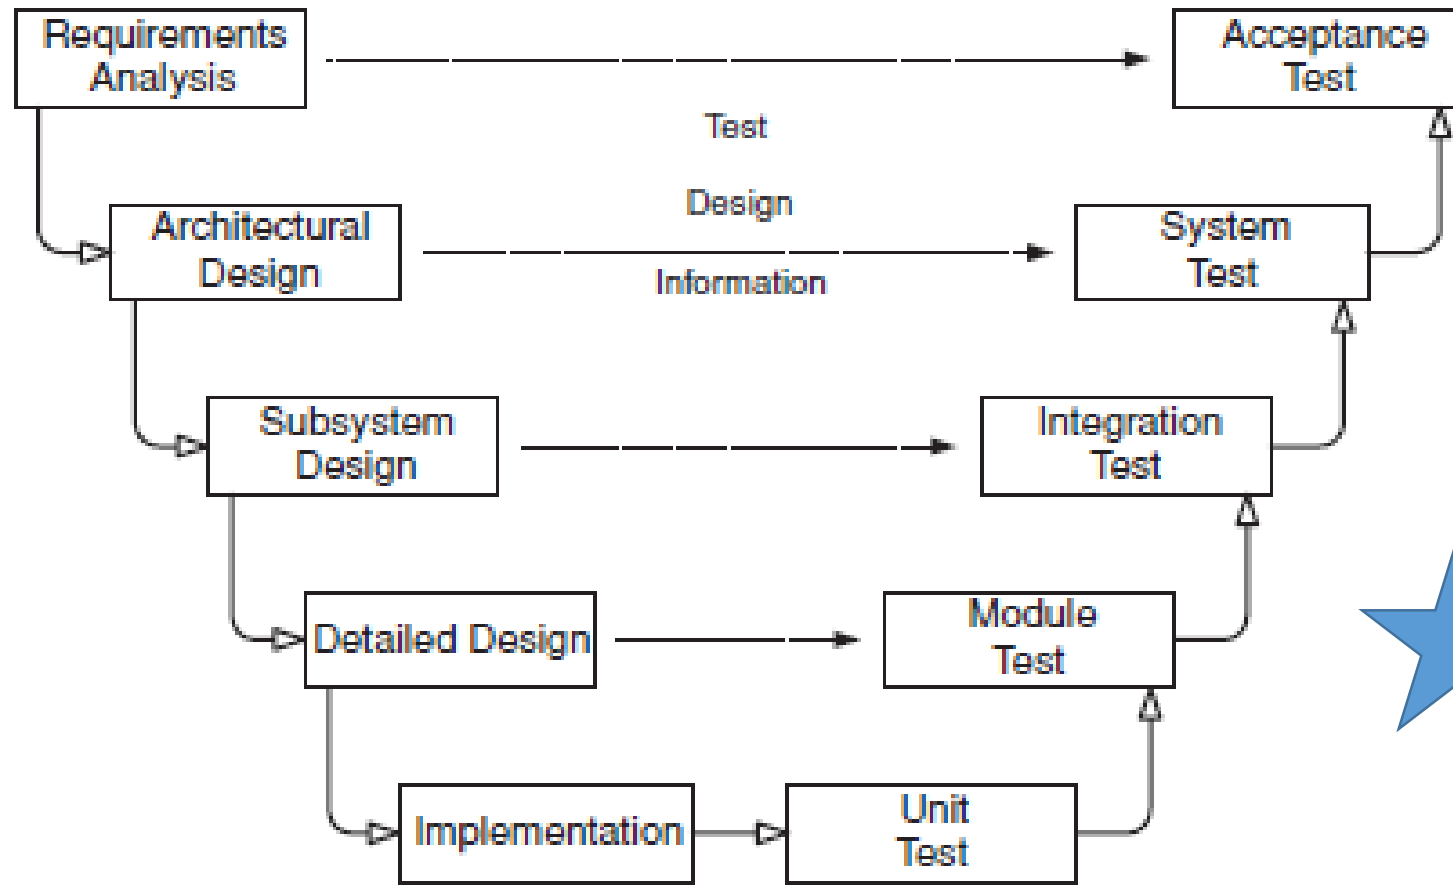 Requirements
Analysis
Acceptance
Test
Test
Design
Information
Architectural
Design
System
Test
Subsystem
Design
Integration
Test
Detailed Design
Module
Test
Implementation
Unit
Test